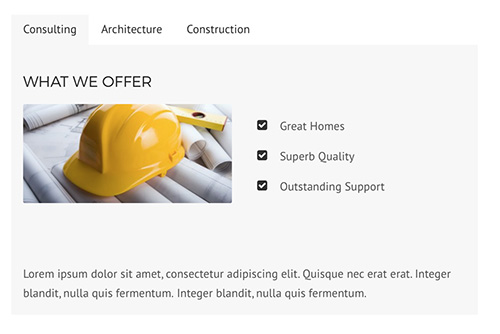 Consulting Architecture Construction
WHAT WE OFFER
Great Homes
Superb Quality
Outstanding Support
Lorem ipsum dolor sit amet, consectetur adipiscing elit. Quisque nec erat erat. Integer
blandit, nulla quis fermentum. Integer blandit, nulla quis fermentum.